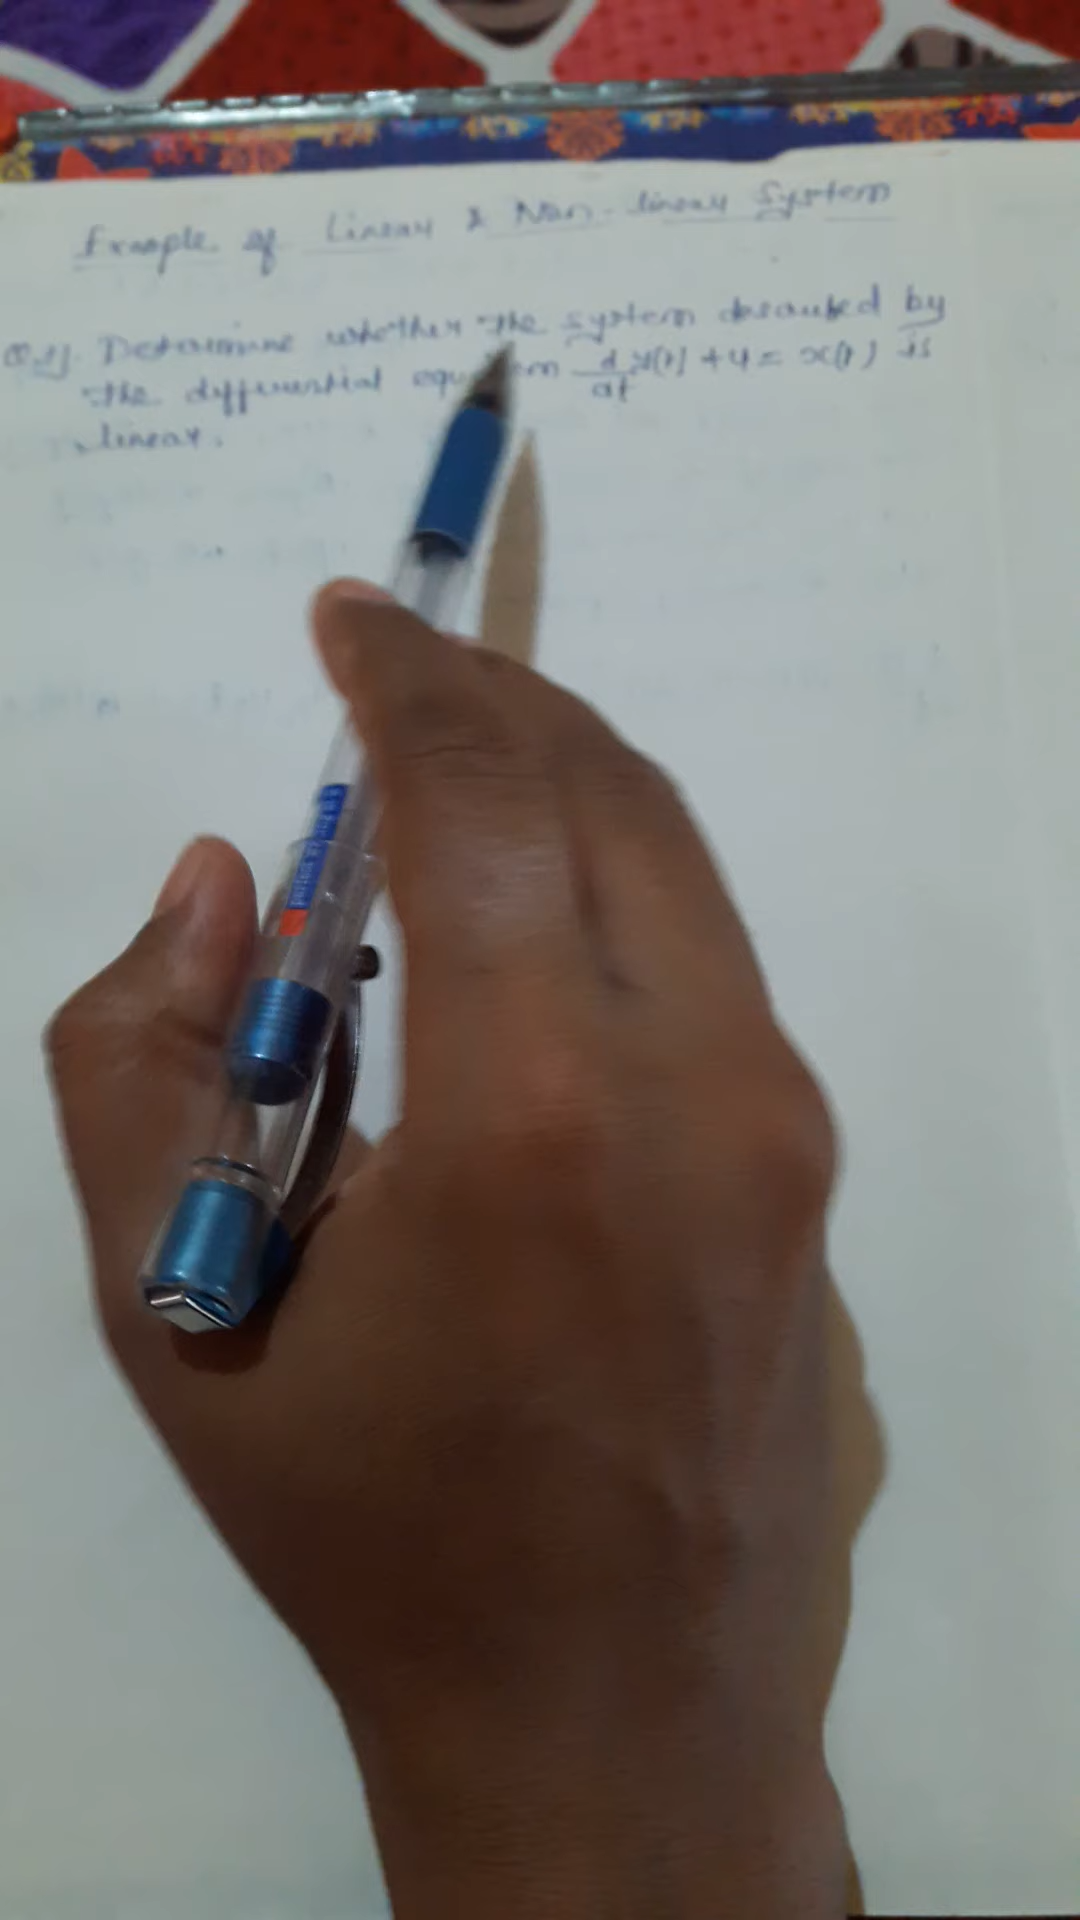 Example of Linear & Non-linear System
Q.1]. Determine whether the system described by
the differential equ d/dt y(t) + 4 = x(t) is
linear.